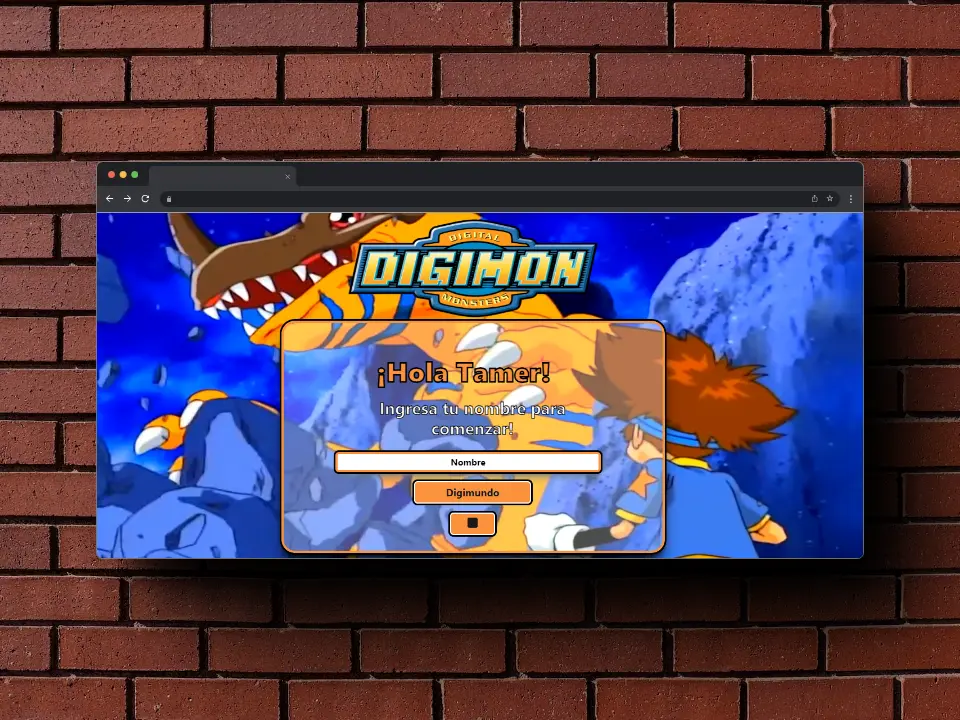 DIGITAL
DIGIMON
MONSTERS
¡Hola Tamer!
Ingresa tu nombre para
comenzar!
Nombre
Digimundo